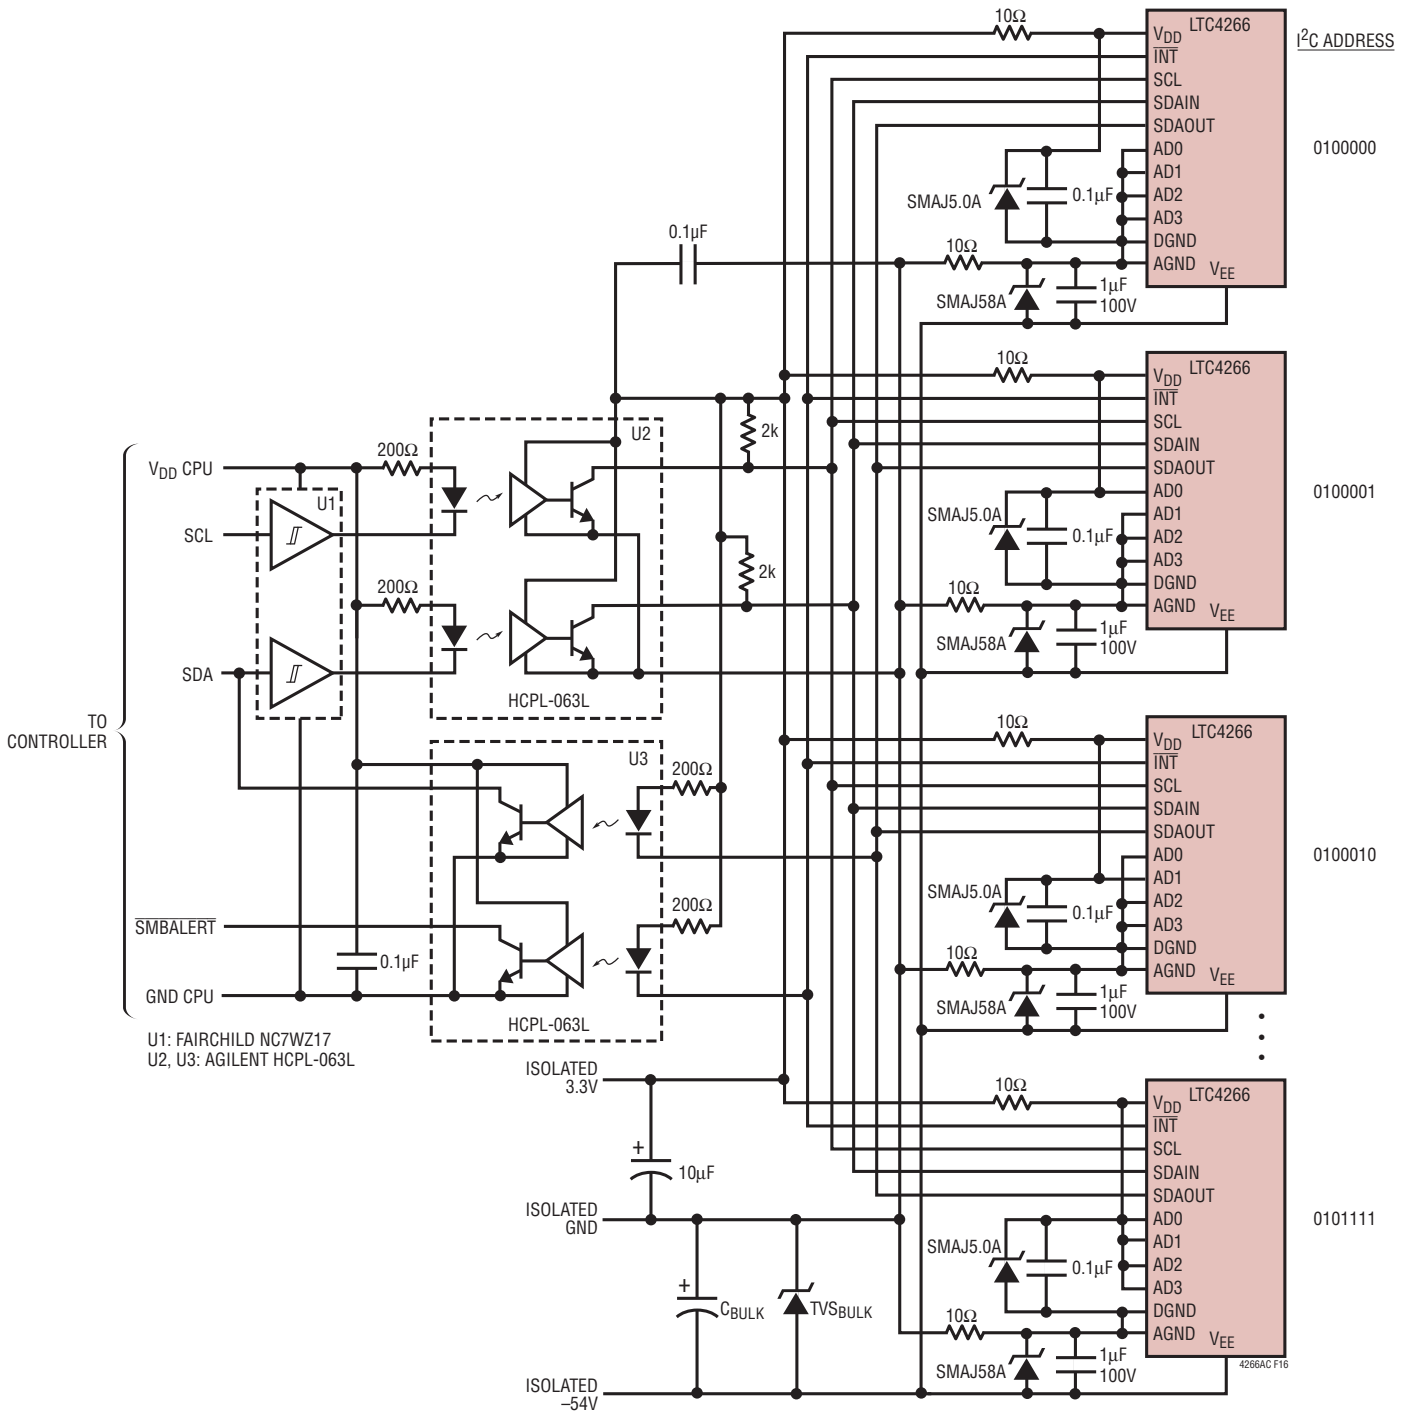 10Ω
LTC4266
I²C ADDRESS
VDD
INT
SCL
SDAIN
SDAOUT
AD0
0100000
AD1
SMAJ5.0A
0.1µF
AD2
AD3
DGND
10Ω
AGND
VEE
SMAJ58A
1µF
100V
0.1µF
10Ω
LTC4266
VDD
INT
SCL
SDAIN
SDAOUT
AD0
0100001
AD1
SMAJ5.0A
0.1µF
AD2
AD3
DGND
10Ω
AGND
VEE
SMAJ58A
1µF
100V
2k
2k
VDD CPU
200Ω
U2
U1
SCL
200Ω
SDA
HCPL-063L
TO
CONTROLLER
U3
200Ω
200Ω
SMBALERT
0.1µF
GND CPU
HCPL-063L
U1: FAIRCHILD NC7WZ17
U2, U3: AGILENT HCPL-063L
10Ω
LTC4266
VDD
INT
SCL
SDAIN
SDAOUT
AD0
0100010
AD1
SMAJ5.0A
0.1µF
AD2
AD3
DGND
10Ω
AGND
VEE
SMAJ58A
1µF
100V
ISOLATED
3.3V
+
10µF
ISOLATED
GND
+
CBULK
TVSBULK
ISOLATED
–54V
10Ω
LTC4266
VDD
INT
SCL
SDAIN
SDAOUT
AD0
0101111
AD1
SMAJ5.0A
0.1µF
AD2
AD3
DGND
10Ω
AGND
VEE
SMAJ58A
1µF
100V
4266AC F16